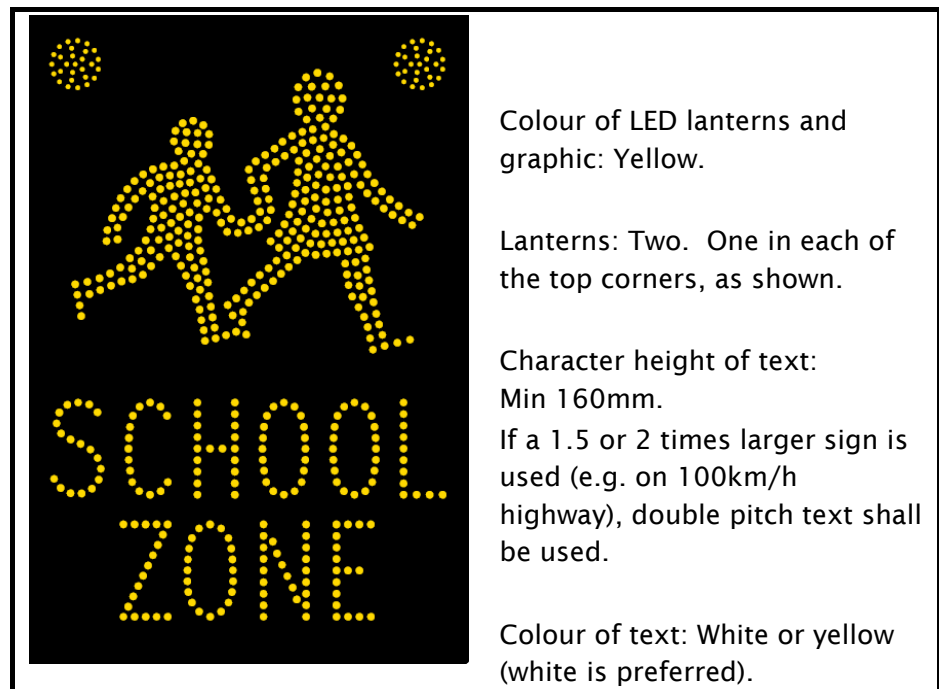 SCHOOL
ZONE
Colour of LED lanterns and
graphic: Yellow.
Lanterns: Two.  One in each of
the top corners, as shown.
Character height of text:
Min 160mm.
If a 1.5 or 2 times larger sign is
used (e.g. on 100km/h
highway), double pitch text shall
be used.
Colour of text: White or yellow
(white is preferred).